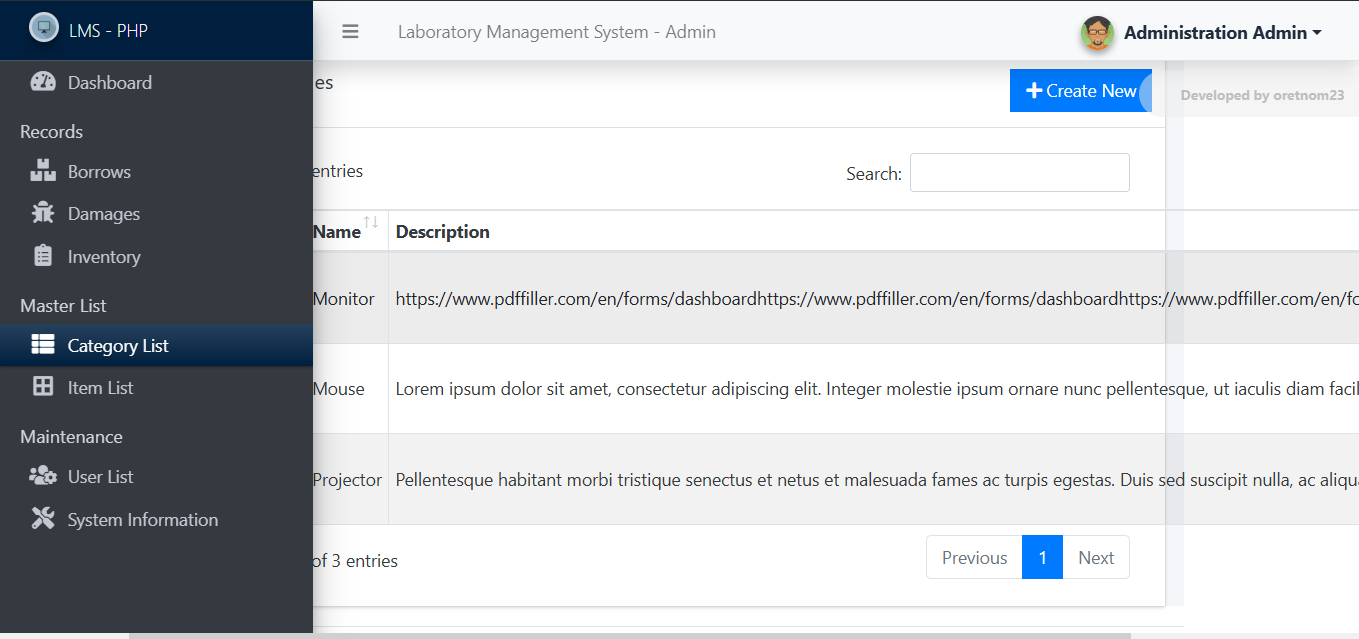 LMS - PHP
Laboratory Management System - Admin
Administration Admin
Dashboard
Records
Borrows
Damages
Inventory
Master List
Category List
Item List
Maintenance
User List
System Information
es
Create New
Developed by oretnom23
entries
Search:
Name Description
Monitor https://www.pdffiller.com/en/forms/dashboardhttps://www.pdffiller.com/en/forms/dashboardhttps://www.pdffiller.com/en/fo
Mouse Lorem ipsum dolor sit amet, consectetur adipiscing elit. Integer molestie ipsum ornare nunc pellentesque, ut iaculis diam facil
Projector Pellentesque habitant morbi tristique senectus et netus et malesuada fames ac turpis egestas. Duis sed suscipit nulla, ac aliqua
of 3 entries
Previous 1 Next